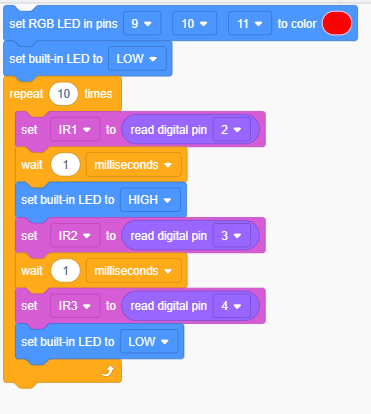 set RGB LED in pins 9 10 11 to color
set built-in LED to LOW
repeat 10 times
set IR1 to read digital pin 2
wait 1 milliseconds
set built-in LED to HIGH
set IR2 to read digital pin 3
wait 1 milliseconds
set IR3 to read digital pin 4
set built-in LED to LOW